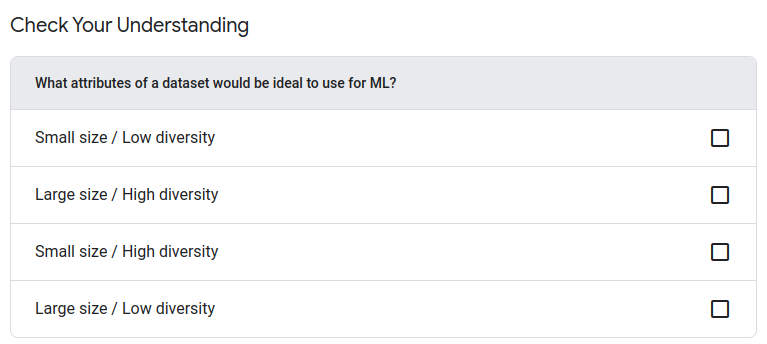 Check Your Understanding
What attributes of a dataset would be ideal to use for ML?
Small size / Low diversity
Large size / High diversity
Small size / High diversity
Large size / Low diversity